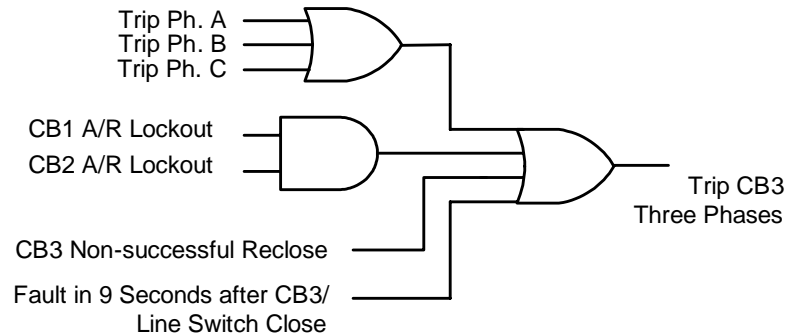 Trip Ph. A
Trip Ph. B
Trip Ph. C
CB1 A/R Lockout
CB2 A/R Lockout
Trip CB3
Three Phases
CB3 Non-successful Reclose
Fault in 9 Seconds after CB3/
Line Switch Close